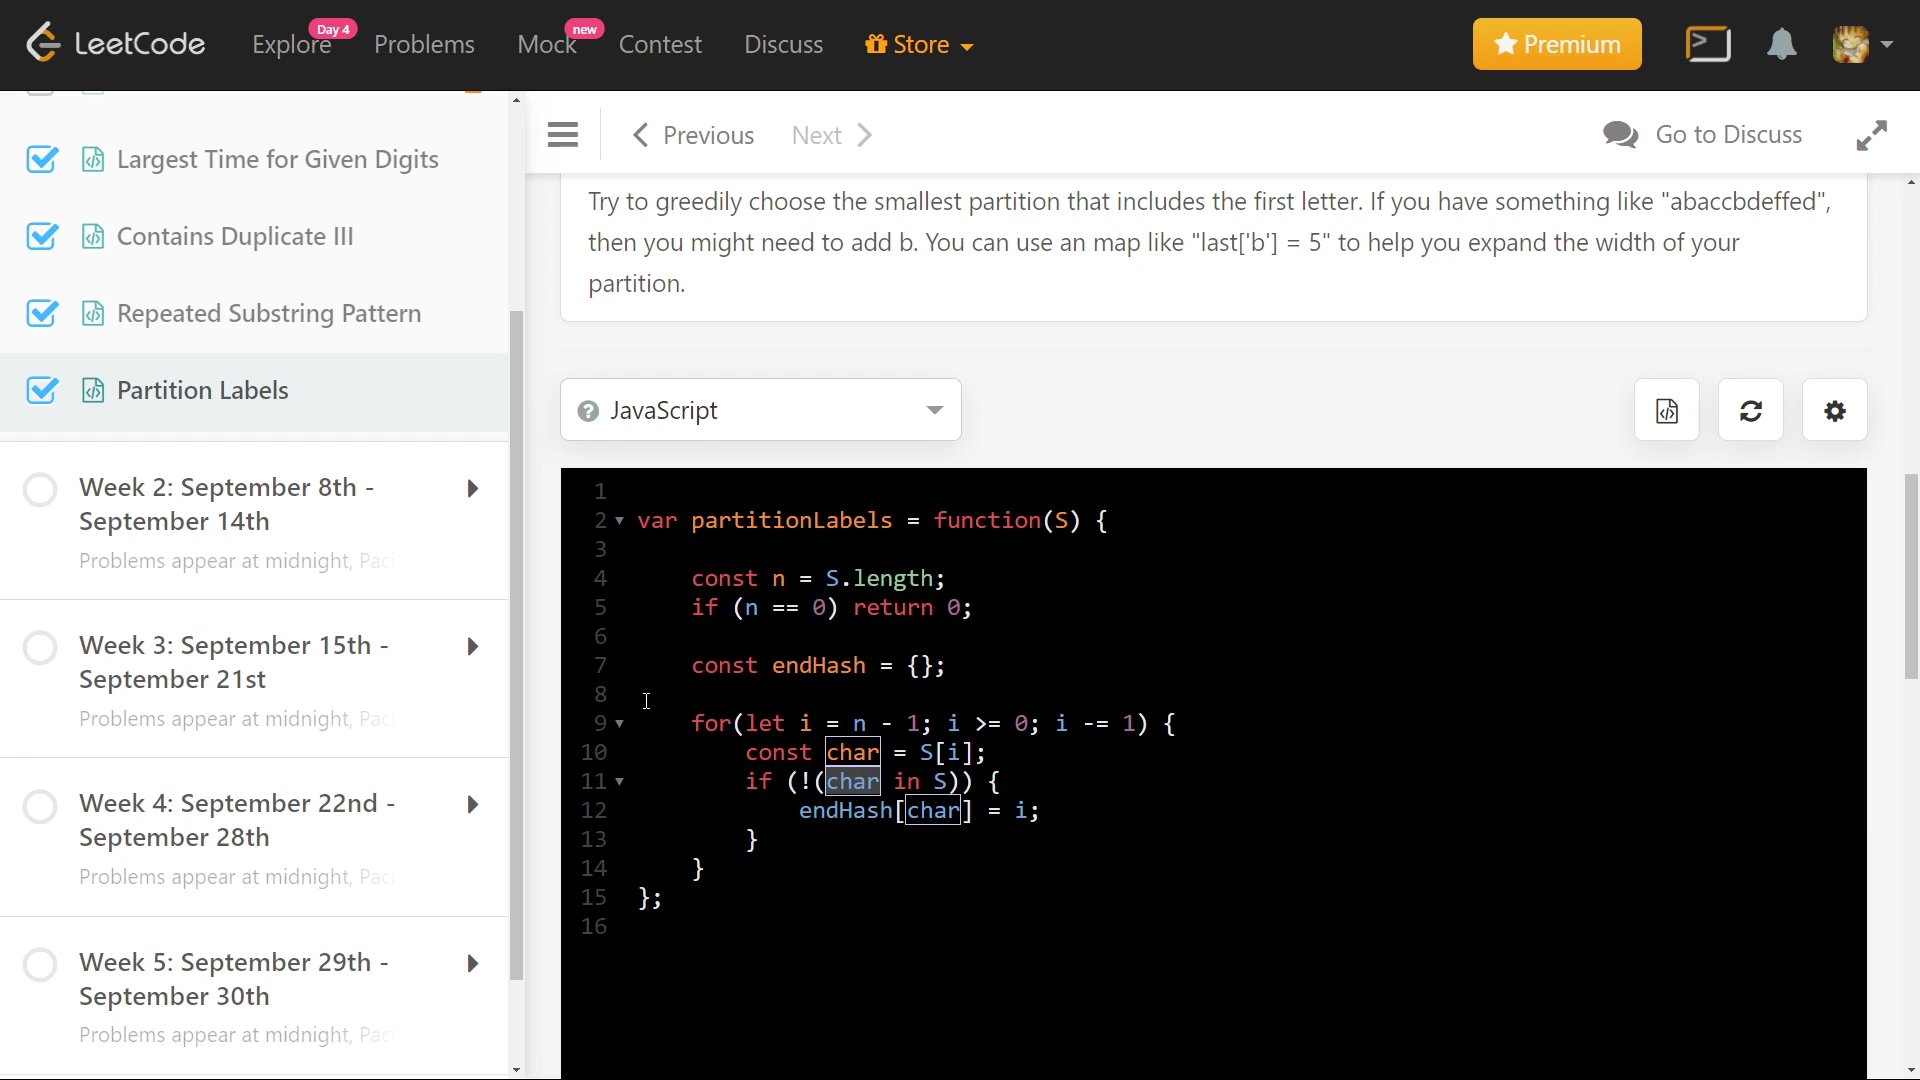 LeetCode Explore Day 4 Problems Mock new Contest Discuss Store Premium
Largest Time for Given Digits
Contains Duplicate III
Repeated Substring Pattern
Partition Labels
Week 2: September 8th -
September 14th
Problems appear at midnight,
Week 3: September 15th -
September 21st
Problems appear at midnight,
Week 4: September 22nd -
September 28th
Problems appear at midnight,
Week 5: September 29th -
September 30th
Problems appear at midnight,
Previous Next Go to Discuss
Try to greedily choose the smallest partition that includes the first letter. If you have something like "abaccbdeffed",
then you might need to add b. You can use an map like "last['b'] = 5" to help you expand the width of your
partition.
JavaScript
1
2 var partitionLabels = function(S) {
3
4 const n = S.length;
5 if (n == 0) return 0;
6
7 const endHash = {};
8
9 for(let i = n - 1; i >= 0; i -= 1) {
10 const char = S[i];
11 if (!(char in S)) {
12 endHash[char] = i;
13 }
14 }
15 };
16